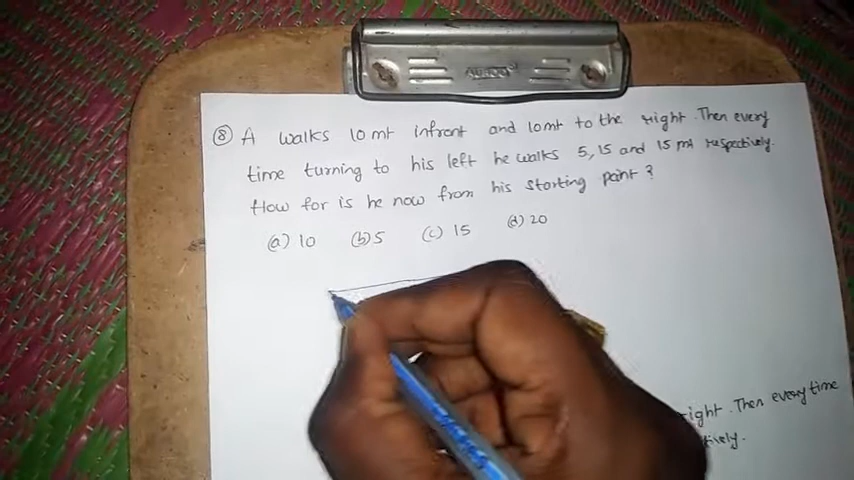 ⑧ A walks 10 mt infront and 10mt to the right. Then every
time turning to his left he walks 5, 15 and 15 mt respectively.
How for is he now from his starting point?
(a) 10 (b) 5 (c) 15 (d) 20
right. Then every time